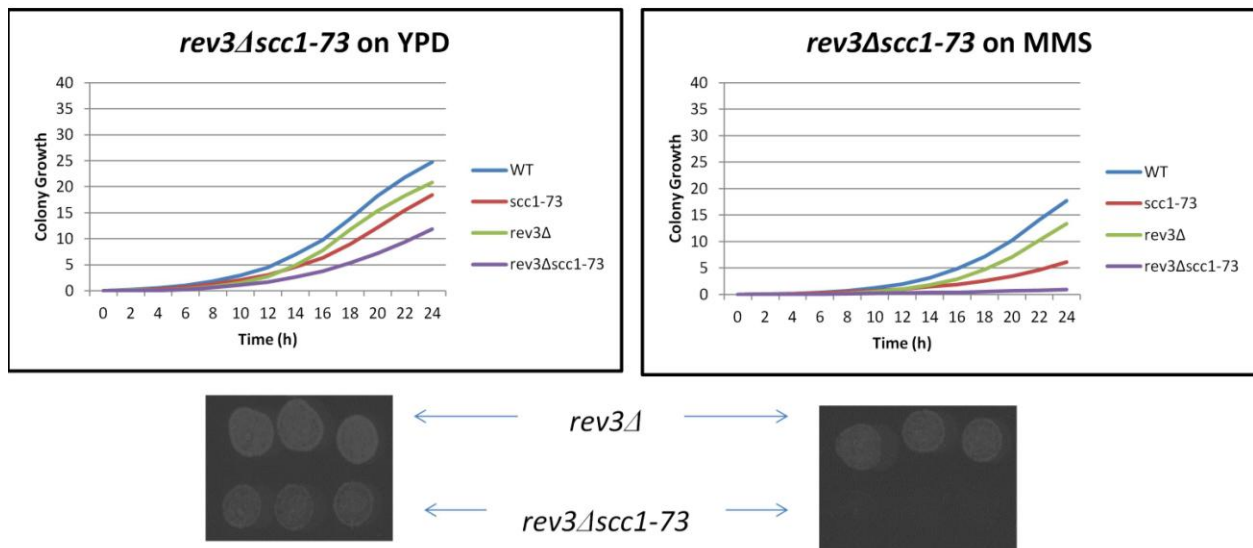 rev3Δscc1-73 on YPD
40
35
30
25
20
15
10
5
0
Colony Growth
0 2 4 6 8 10 12 14 16 18 20 22 24
Time (h)
WT
scc1-73
rev3Δ
rev3Δscc1-73
rev3Δscc1-73 on MMS
40
35
30
25
20
15
10
5
0
Colony Growth
0 2 4 6 8 10 12 14 16 18 20 22 24
Time (h)
WT
scc1-73
rev3Δ
rev3Δscc1-73
rev3Δ
rev3Δscc1-73